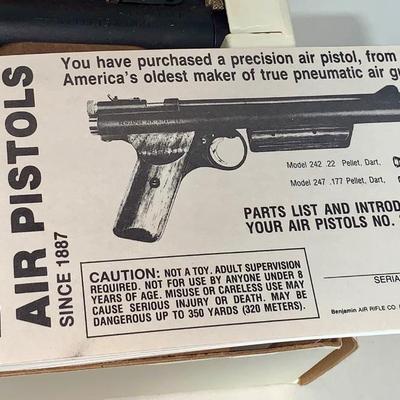 AIR PISTOLS
SINCE 1887
You have purchased a precision air pistol, from
America's oldest maker of true pneumatic air
Model 242 .22 Pellet, Dart,
Model 247 .177 Pellet, Dart,
PARTS LIST AND
YOUR AIR PISTOLS NO.
CAUTION: NOT A TOY. ADULT SUPERVISION
REQUIRED. NOT FOR USE BY ANYONE UNDER 8
YEARS OF AGE. MISUSE OR CARELESS USE MAY
CAUSE SERIOUS INJURY OR DEATH. MAY BE
DANGEROUS UP TO 350 YARDS (320 METERS).
Benjamin AIR RIFLE CO.